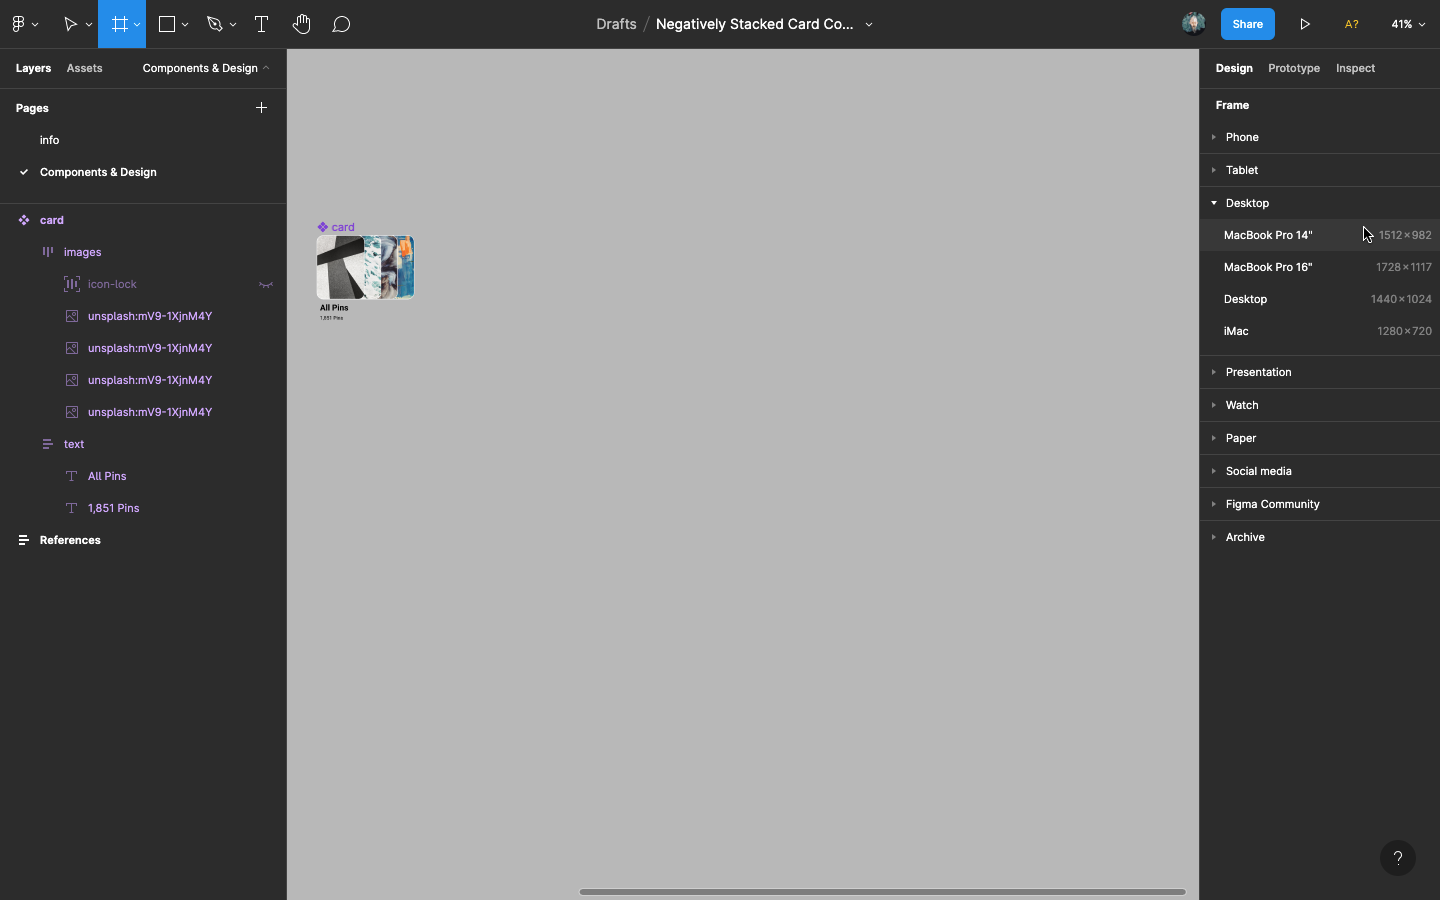 Drafts / Negatively Stacked Card Co...
Share
A?
41%
Layers
Assets
Components & Design
Pages
info
Components & Design
card
images
icon-lock
unsplash:mV9-1XjnM4Y
unsplash:mV9-1XjnM4Y
unsplash:mV9-1XjnM4Y
unsplash:mV9-1XjnM4Y
text
All Pins
1,851 Pins
References
card
All Pins
1,851 Pins
Design
Prototype
Inspect
Frame
Phone
Tablet
Desktop
MacBook Pro 14" 1512×982
MacBook Pro 16" 1728×1117
Desktop 1440×1024
iMac 1280×720
Presentation
Watch
Paper
Social media
Figma Community
Archive
?